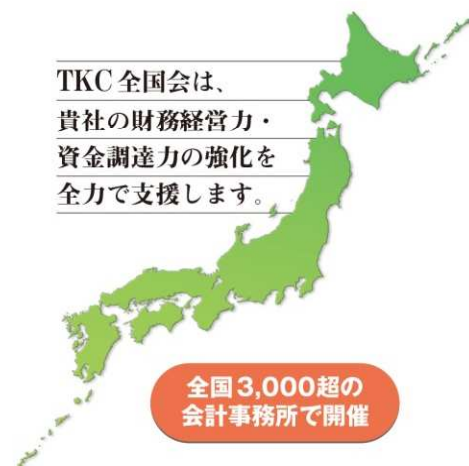 TKC全国会は、
貴社の財務経営力・
資金調達力の強化を
全力で支援します。
全国3,000超の
会計事務所で開催